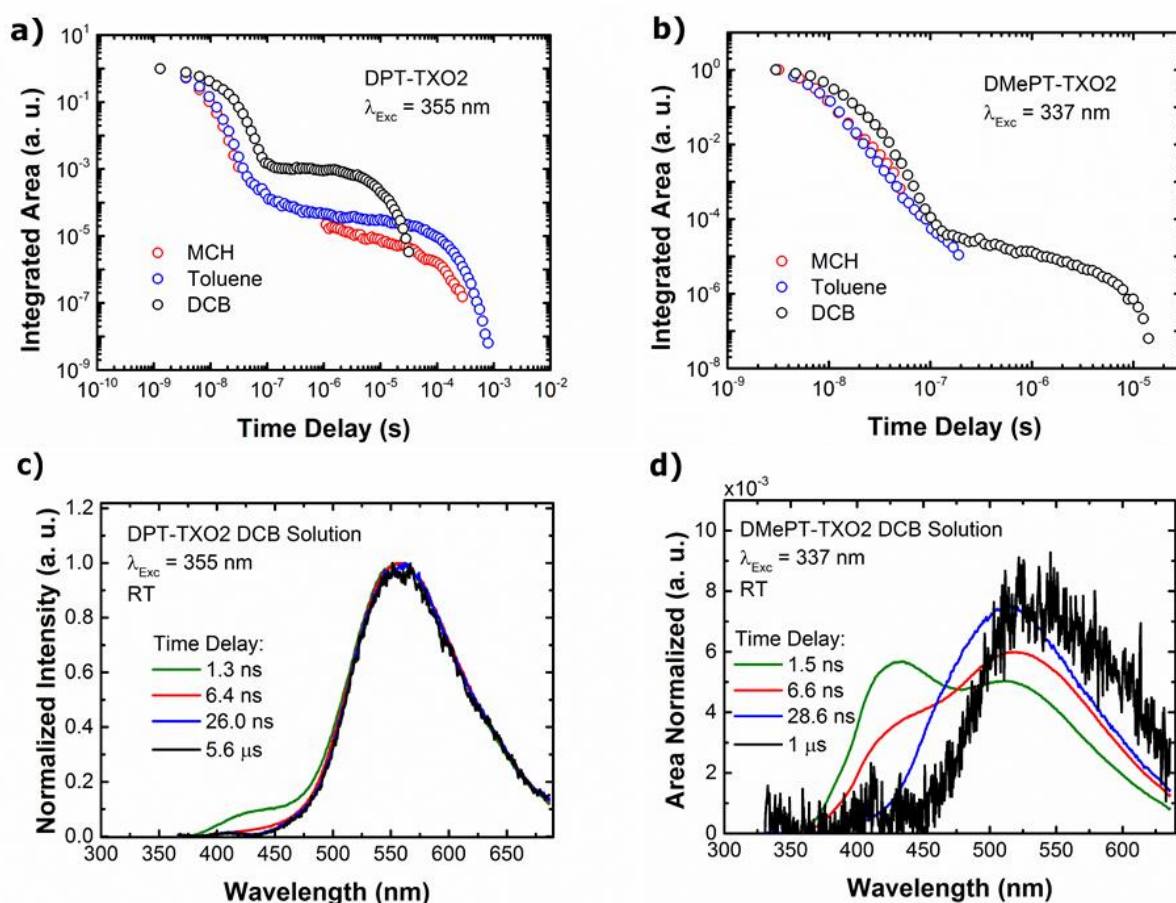 a)
10^1
10^-1
10^-3
10^-5
10^-7
10^-9
Integrated Area (a. u.)
DPT-TXO2
λ_Exc = 355 nm
MCH
Toluene
DCB
10^-10 10^-9 10^-8 10^-7 10^-6 10^-5 10^-4 10^-3 10^-2
Time Delay (s)
b)
10^0
10^-2
10^-4
10^-6
10^-8
Integrated Area (a. u.)
DMePT-TXO2
λ_Exc = 337 nm
MCH
Toluene
DCB
10^-9 10^-8 10^-7 10^-6 10^-5
Time Delay (s)
c)
1.2
1.0
0.8
0.6
0.4
0.2
0.0
Normalized Intensity (a. u.)
DPT-TXO2 DCB Solution
λ_Exc = 355 nm
RT
Time Delay:
1.3 ns
6.4 ns
26.0 ns
5.6 μs
300 350 400 450 500 550 600 650
Wavelength (nm)
d)
x10^-3
10
8
6
4
2
0
Area Normalized (a. u.)
DMePT-TXO2 DCB Solution
λ_Exc = 337 nm
RT
Time Delay:
1.5 ns
6.6 ns
28.6 ns
1 μs
300 350 400 450 500 550 600
Wavelength (nm)